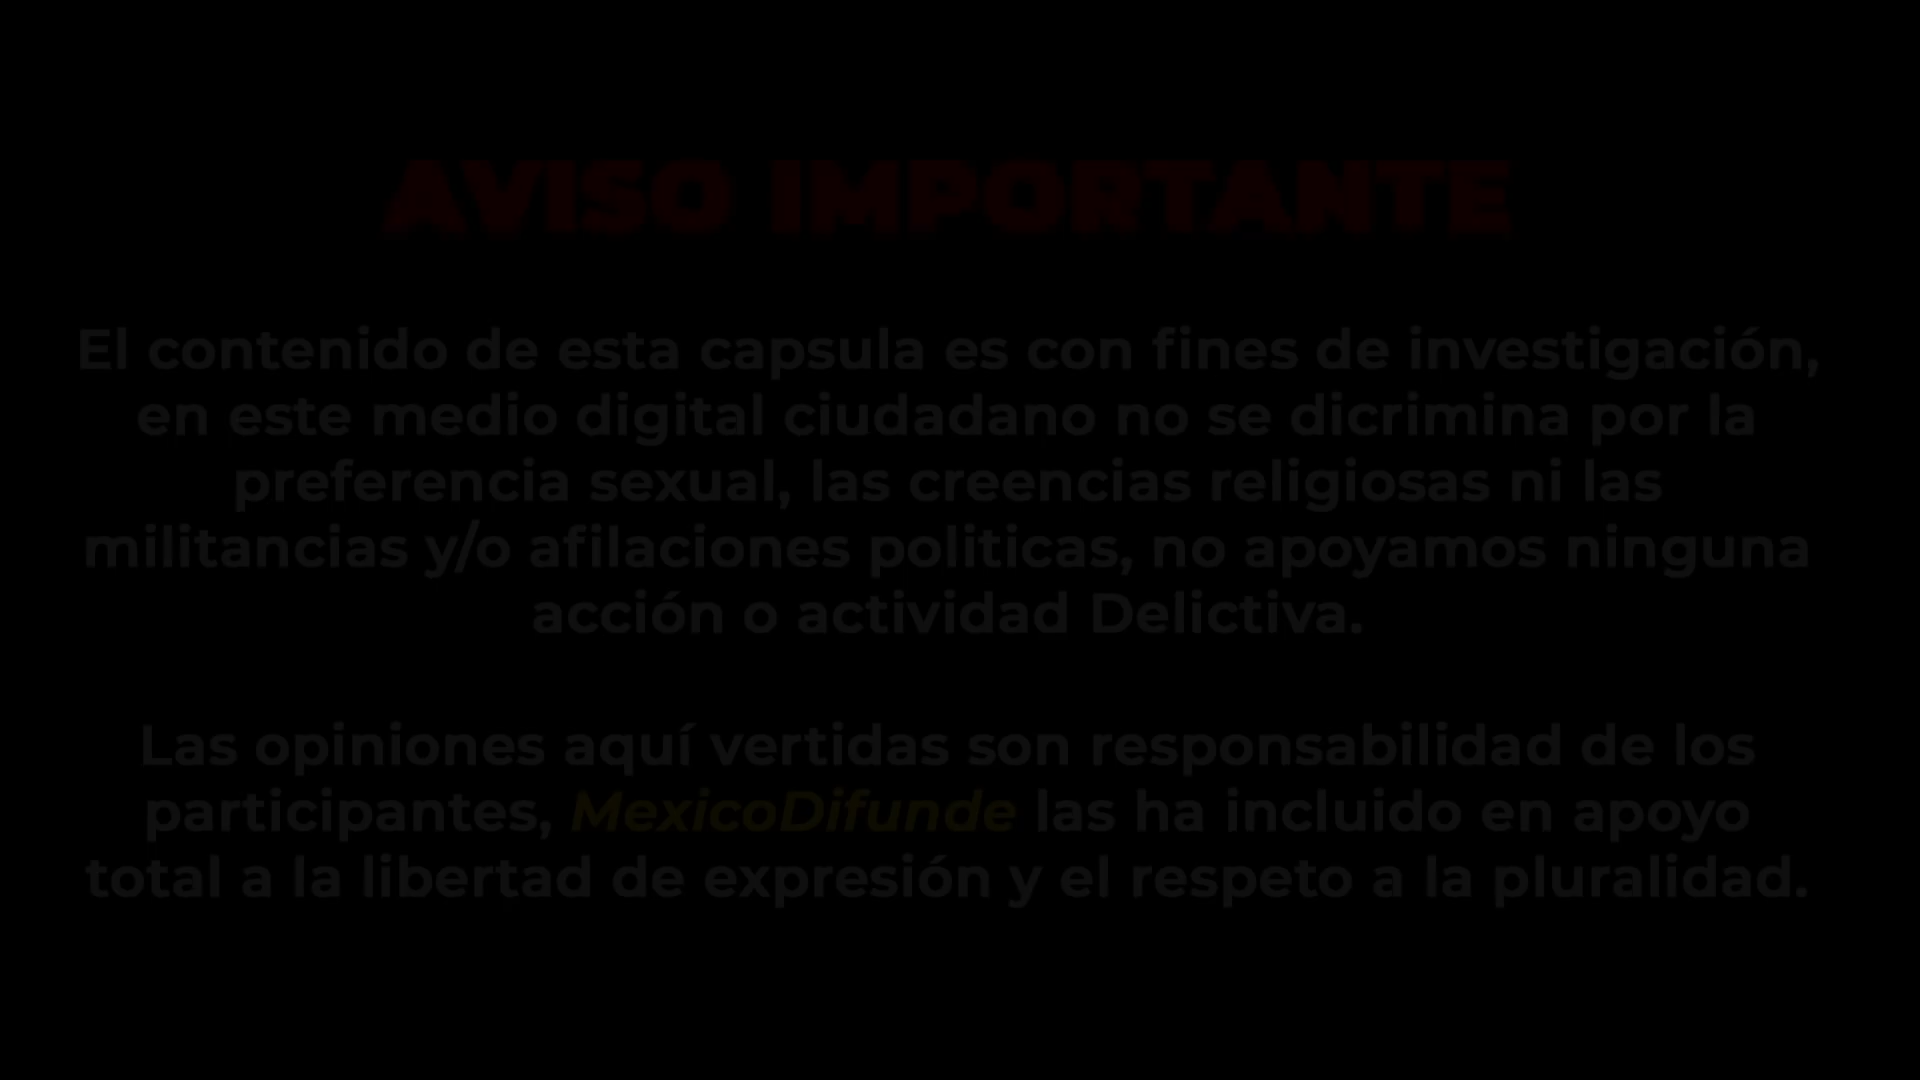 AVISO IMPORTANTE
El contenido de esta capsula es con fines de investigación,
en este medio digital ciudadano no se dicrimina por la
preferencia sexual, las creencias religiosas ni las
militancias y/o afilaciones politicas, no apoyamos ninguna
acción o actividad Delictiva.
Las opiniones aquí vertidas son responsabilidad de los
participantes, MexicoDifunde las ha incluido en apoyo
total a la libertad de expresión y el respeto a la pluralidad.